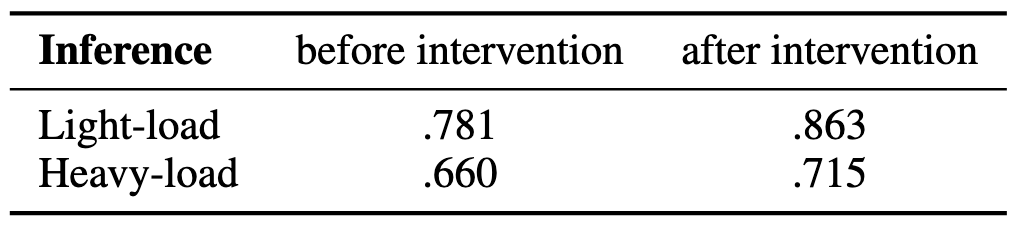 Inference before intervention after intervention
Light-load .781 .863
Heavy-load .660 .715